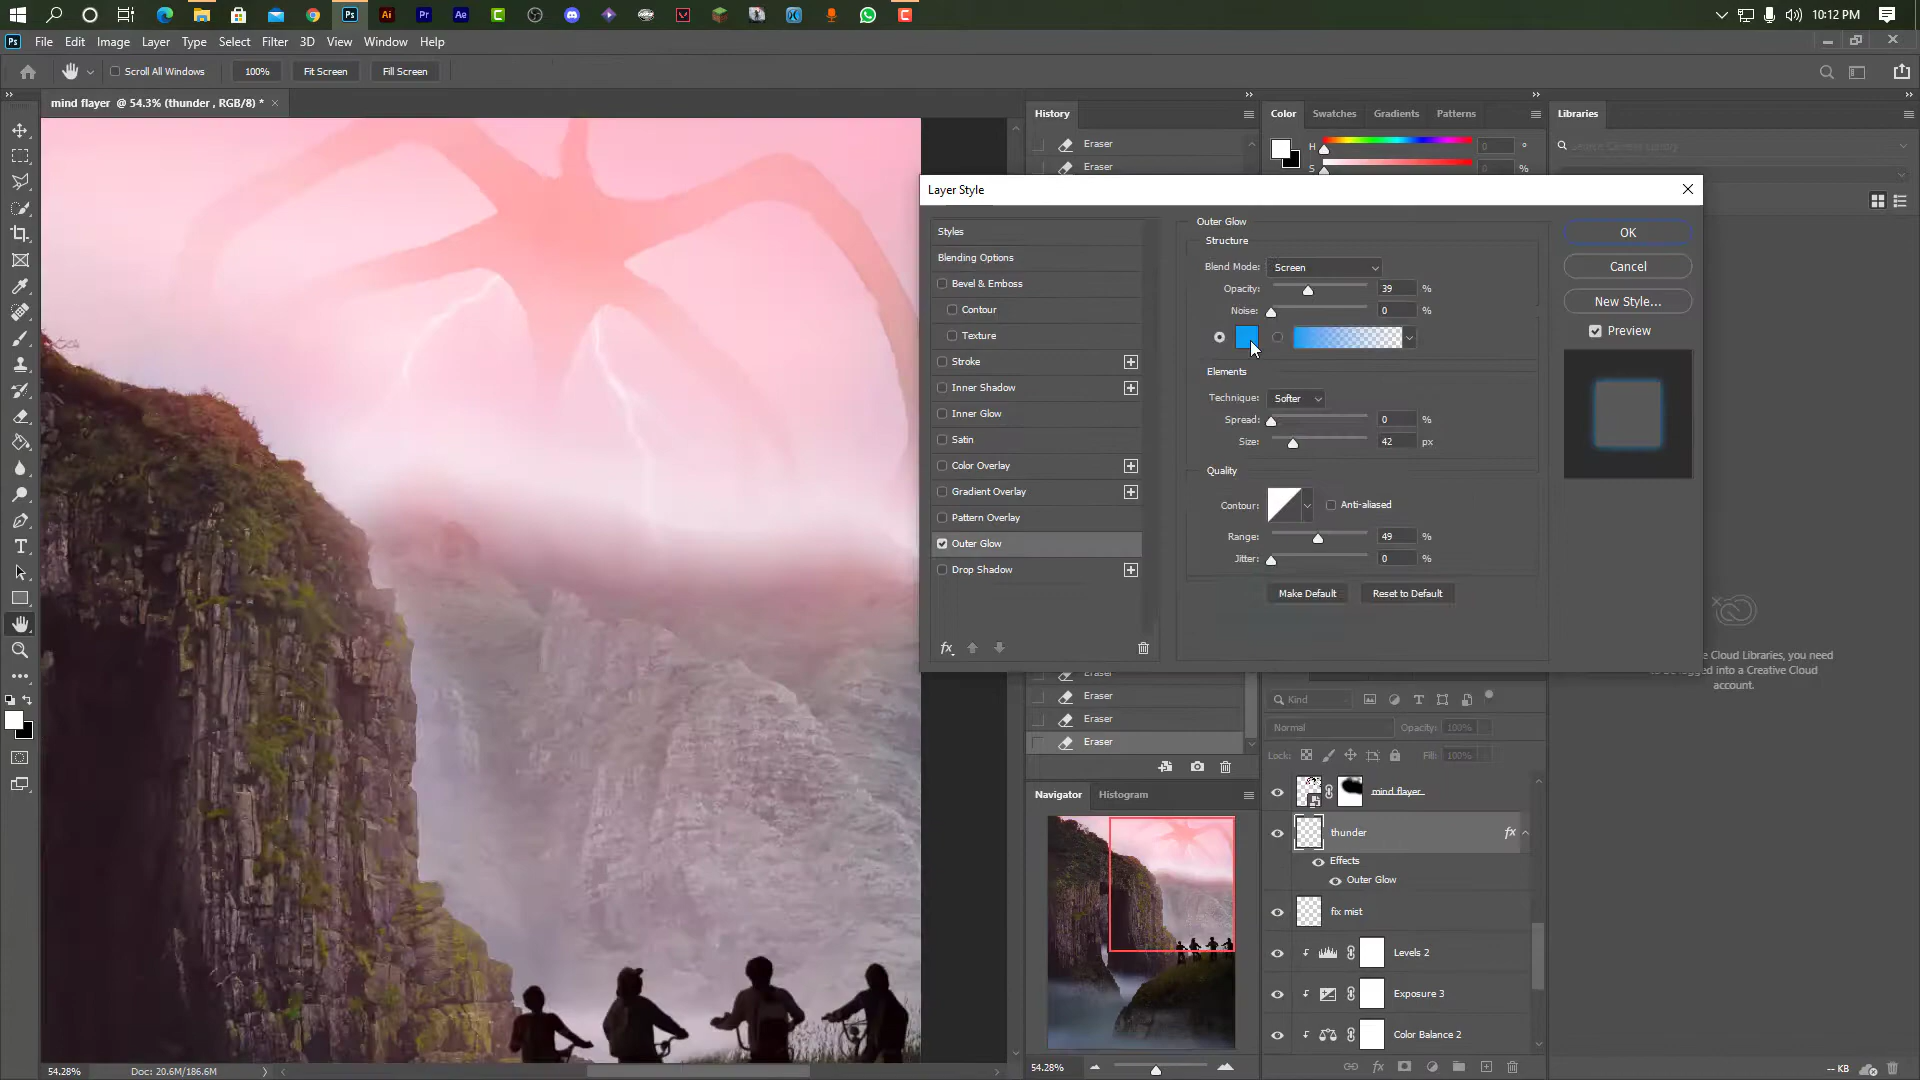 10:12 PM
File Edit Image Layer Type Select Filter 3D View Window Help
Scroll All Windows 100% Fit Screen Fill Screen
mind flayer @ 54.3% (thunder , RGB/8) *
History
Eraser
Eraser
Color Swatches Gradients Patterns
H 0 °
S 0 %
Libraries
Layer Style
Styles
Blending Options
Bevel & Emboss
Contour
Texture
Stroke
Inner Shadow
Inner Glow
Satin
Color Overlay
Gradient Overlay
Pattern Overlay
Outer Glow
Drop Shadow
fx
Outer Glow
Structure
Blend Mode: Screen
Opacity: 39 %
Noise: 0 %
Elements
Technique: Softer
Spread: 0 %
Size: 42 px
Quality
Contour: Anti-aliased
Range: 49 %
Jitter: 0 %
Make Default Reset to Default
OK
Cancel
New Style...
Preview
e Cloud Libraries, you need
into a Creative Cloud
account.
Eraser
Eraser
Eraser
Eraser
Navigator Histogram
54.28%
Kind
Normal Opacity: 100%
Lock: Fill: 100%
mind flayer
thunder fx
Effects
Outer Glow
fix mist
Levels 2
Exposure 3
Color Balance 2
54.28% Doc: 20.6M/186.6M
-- KB